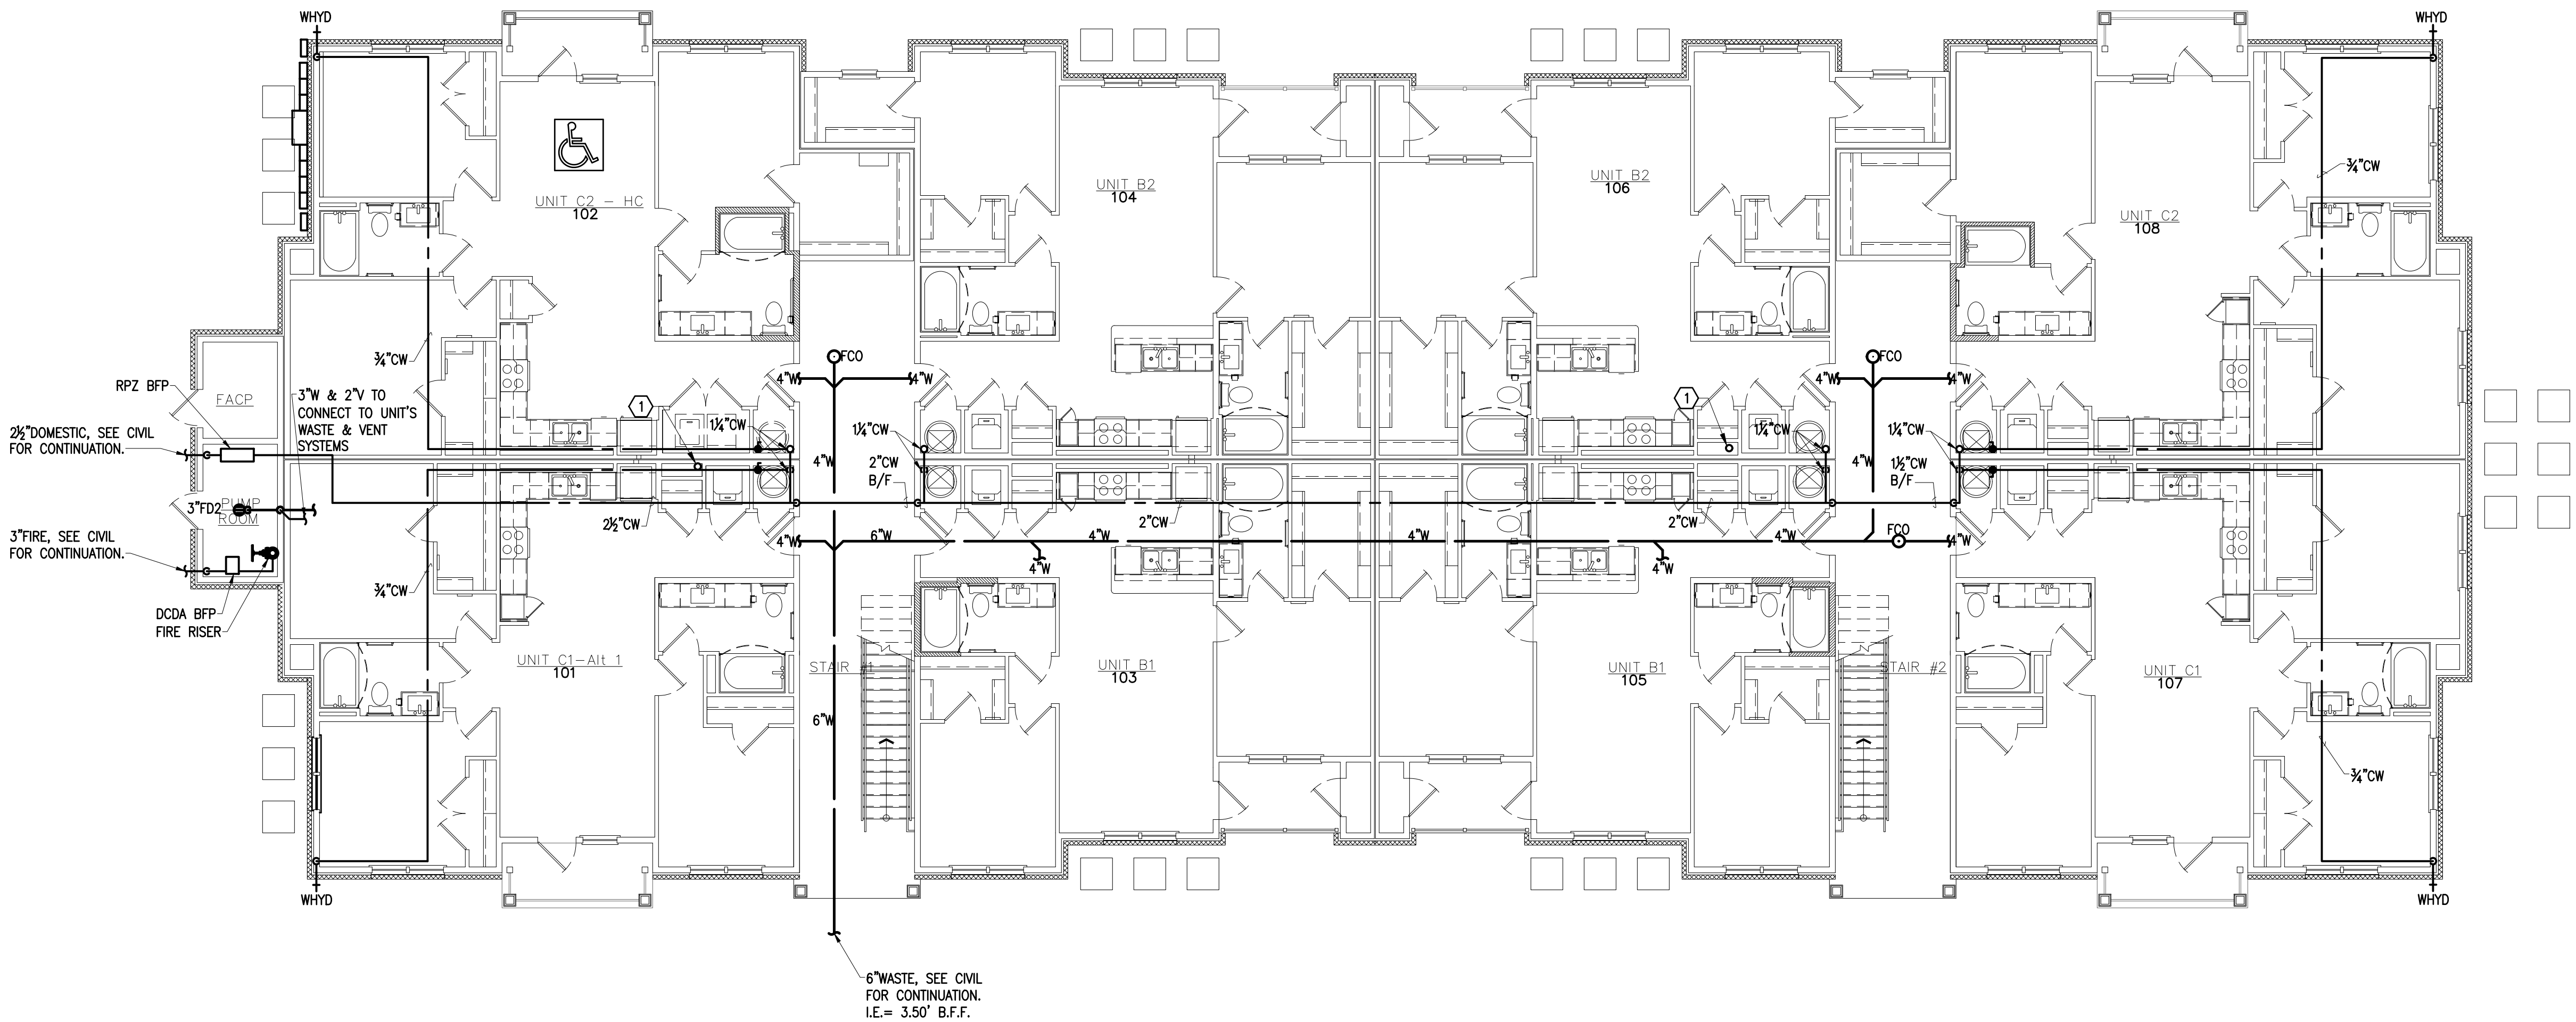 WHYD
WHYD
UNIT C2 - HC
102
UNIT B2
104
UNIT B2
106
UNIT C2
108
¾"CW
¾"CW
FCO
FCO
4"W
4"W
4"W
4"W
RPZ BFP
FACP
3"W & 2"V TO
CONNECT TO UNIT'S
WASTE & VENT
SYSTEMS
2½"DOMESTIC, SEE CIVIL
FOR CONTINUATION.
1
1
1¼"CW
1¼"CW
1¼"CW
1¼"CW
4"W
4"W
2"CW
B/F
1½"CW
B/F
3"FD2
PUMP
ROOM
2½"CW
2"CW
2"CW
3"FIRE, SEE CIVIL
FOR CONTINUATION.
4"W
6"W
4"W
4"W
4"W
FCO
4"W
4"W
4"W
DCDA BFP
FIRE RISER
¾"CW
UNIT C1-Alt 1
101
STAIR #1
UNIT B1
103
UNIT B1
105
STAIR #2
UNIT C1
107
6"W
¾"CW
WHYD
WHYD
6"WASTE, SEE CIVIL
FOR CONTINUATION.
I.E.= 3.50' B.F.F.